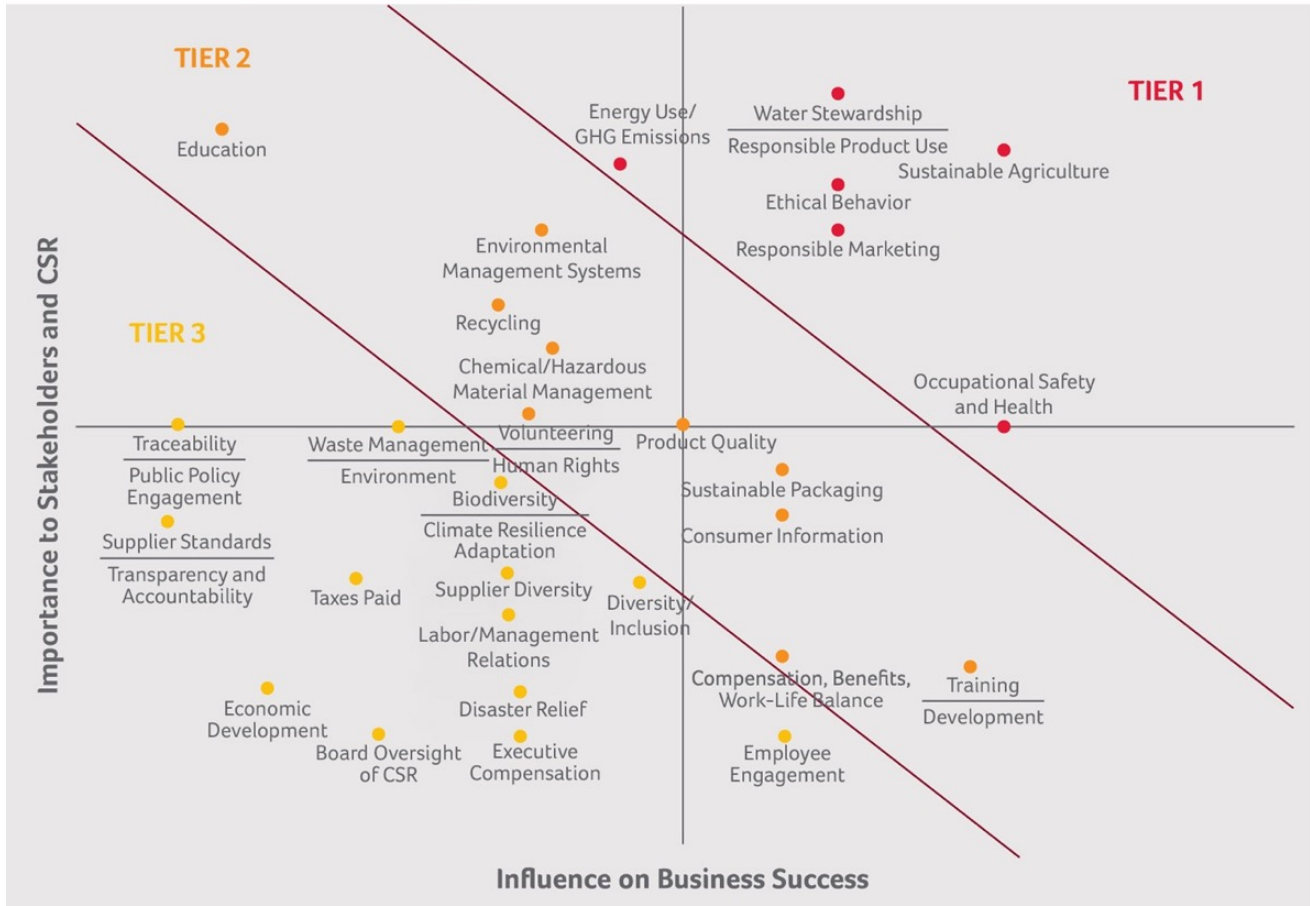 TIER 2
TIER 1
Education
Energy Use/
GHG Emissions
Water Stewardship
Responsible Product Use
Sustainable Agriculture
Ethical Behavior
Responsible Marketing
Environmental
Management Systems
Recycling
TIER 3
Chemical/Hazardous
Material Management
Occupational Safety
and Health
Importance to Stakeholders and CSR
Traceability
Public Policy
Engagement
Waste Management
Environment
Volunteering
Human Rights
Product Quality
Biodiversity
Climate Resilience
Adaptation
Sustainable Packaging
Consumer Information
Supplier Standards
Transparency and
Accountability
Taxes Paid
Supplier Diversity
Diversity/
Inclusion
Labor/Management
Relations
Compensation, Benefits,
Work-Life Balance
Training
Development
Economic
Development
Disaster Relief
Board Oversight
of CSR
Executive
Compensation
Employee
Engagement
Influence on Business Success